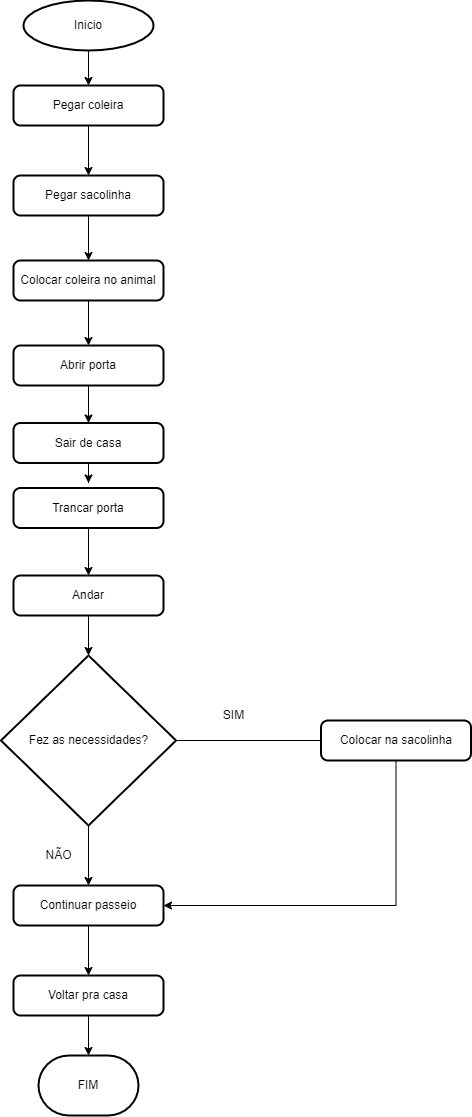 Inicio
Pegar coleira
Pegar sacolinha
Colocar coleira no animal
Abrir porta
Sair de casa
Trancar porta
Andar
SIM
Fez as necessidades?
Colocar na sacolinha
NÃO
Continuar passeio
Voltar pra casa
FIM